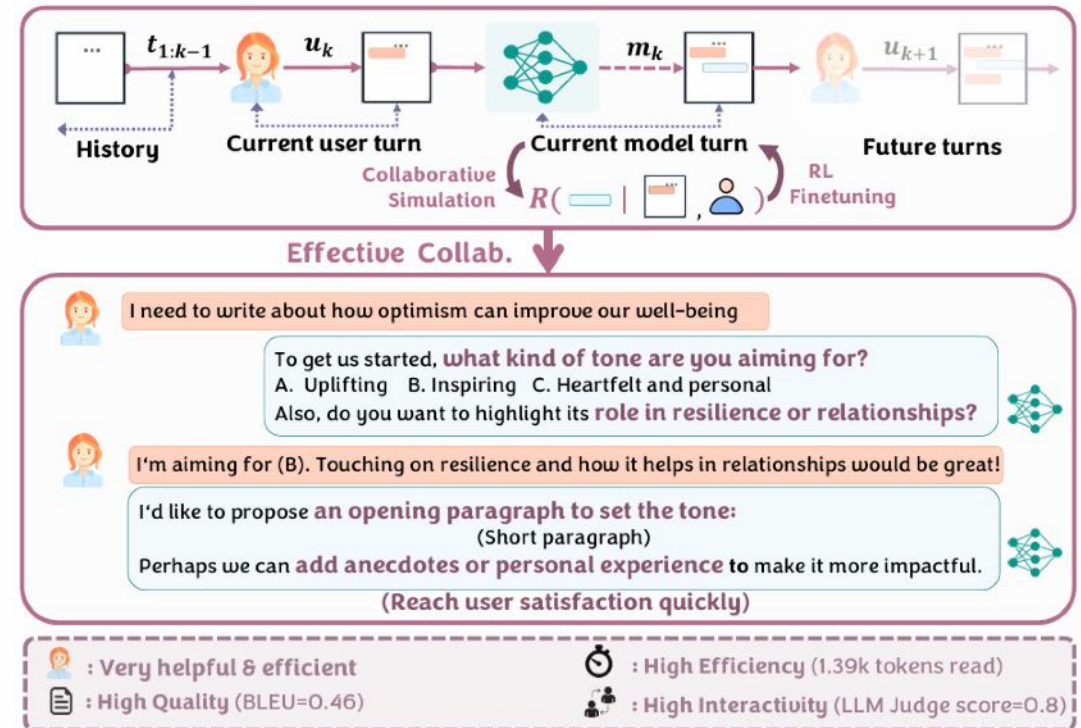 ... t₁:ₖ₋₁ uₖ ... ... mₖ ... uₖ₊₁ ...
History Current user turn Current model turn Future turns
Collaborative
Simulation
R( | ... , )
RL
Finetuning
Effective Collab.
I need to write about how optimism can improve our well-being
To get us started, what kind of tone are you aiming for?
A. Uplifting B. Inspiring C. Heartfelt and personal
Also, do you want to highlight its role in resilience or relationships?
I'm aiming for (B). Touching on resilience and how it helps in relationships would be great!
I'd like to propose an opening paragraph to set the tone:
(Short paragraph)
Perhaps we can add anecdotes or personal experience to make it more impactful.
(Reach user satisfaction quickly)
: Very helpful & efficient
: High Efficiency (1.39k tokens read)
: High Quality (BLEU=0.46)
: High Interactivity (LLM Judge score=0.8)